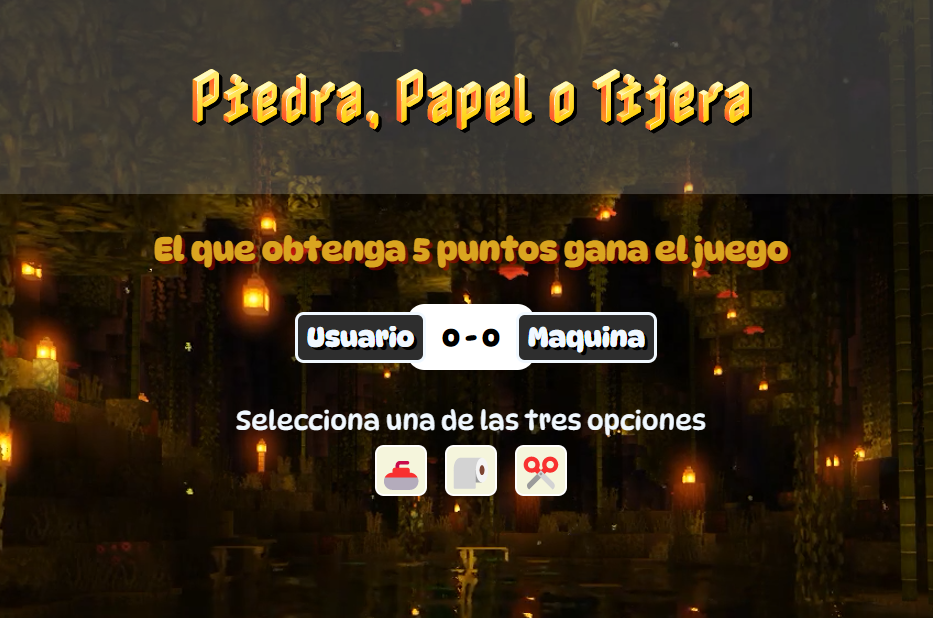 Piedra, Papel o Tijera
El que obtenga 5 puntos gana el juego
Usuario 0 - 0 Maquina
Selecciona una de las tres opciones